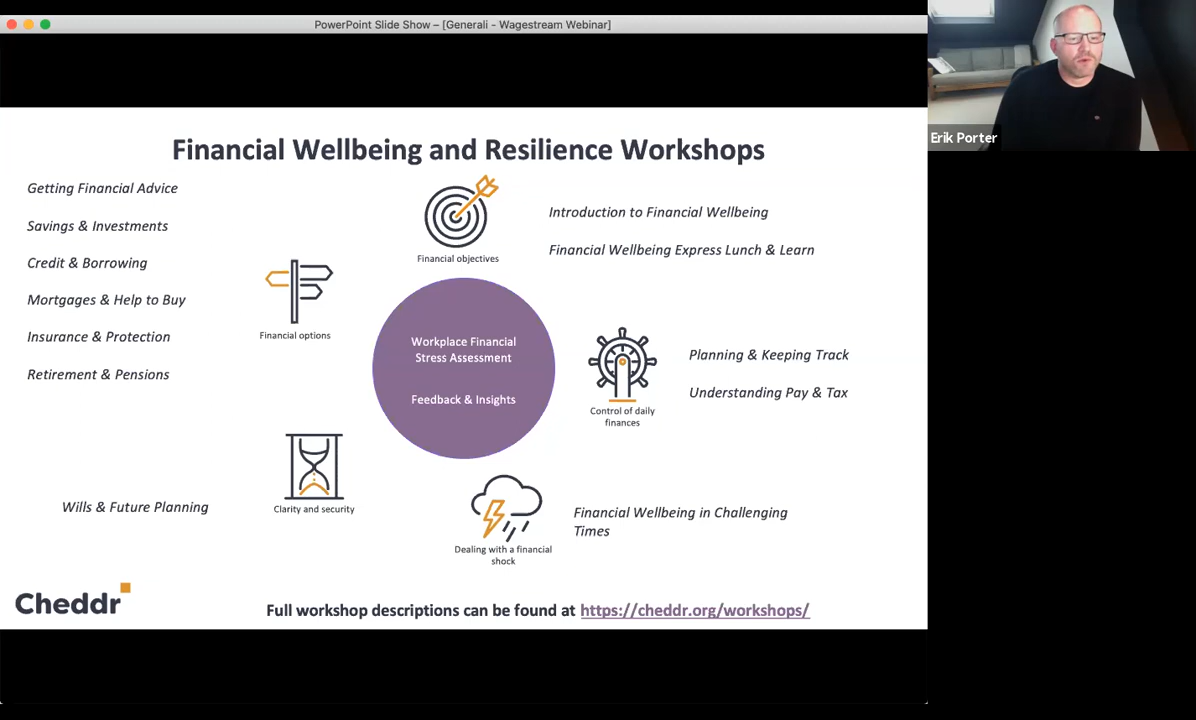 PowerPoint Slide Show – [Generali - Wagestream Webinar]
Erik Porter
Financial Wellbeing and Resilience Workshops
Getting Financial Advice
Savings & Investments
Credit & Borrowing
Mortgages & Help to Buy
Insurance & Protection
Retirement & Pensions
Financial options
Financial objectives
Introduction to Financial Wellbeing
Financial Wellbeing Express Lunch & Learn
Workplace Financial
Stress Assessment
Feedback & Insights
Control of daily
finances
Planning & Keeping Track
Understanding Pay & Tax
Wills & Future Planning
Clarity and security
Dealing with a financial
shock
Financial Wellbeing in Challenging
Times
Cheddr
Full workshop descriptions can be found at https://cheddr.org/workshops/